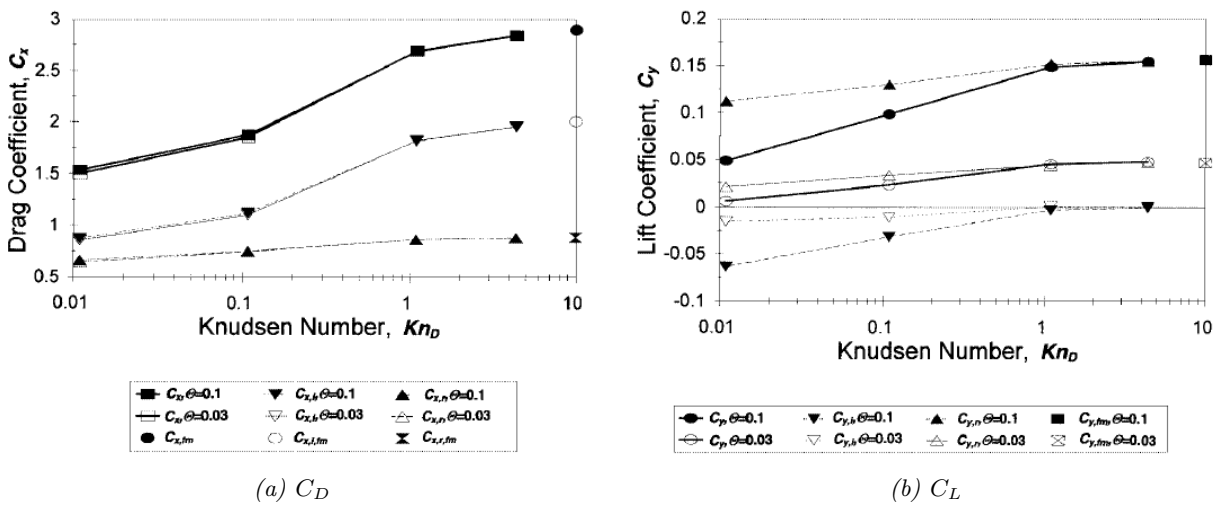 3
2.5
2
1.5
1
0.5
0.01
0.1
1
10
Drag Coefficient, Cx
Knudsen Number, KnD
Cx, Θ=0.1
Cx,i, Θ=0.1
Cx,r, Θ=0.1
Cx, Θ=0.03
Cx,i, Θ=0.03
Cx,r, Θ=0.03
Cx,fm
Cx,i,fm
Cx,r,fm
(a) CD
0.2
0.15
0.1
0.05
0
-0.05
-0.1
0.01
0.1
1
10
Lift Coefficient, Cy
Knudsen Number, KnD
Cy, Θ=0.1
Cy,i, Θ=0.1
Cy,r, Θ=0.1
Cy,fm, Θ=0.1
Cy, Θ=0.03
Cy,i, Θ=0.03
Cy,r, Θ=0.03
Cy,fm, Θ=0.03
(b) CL